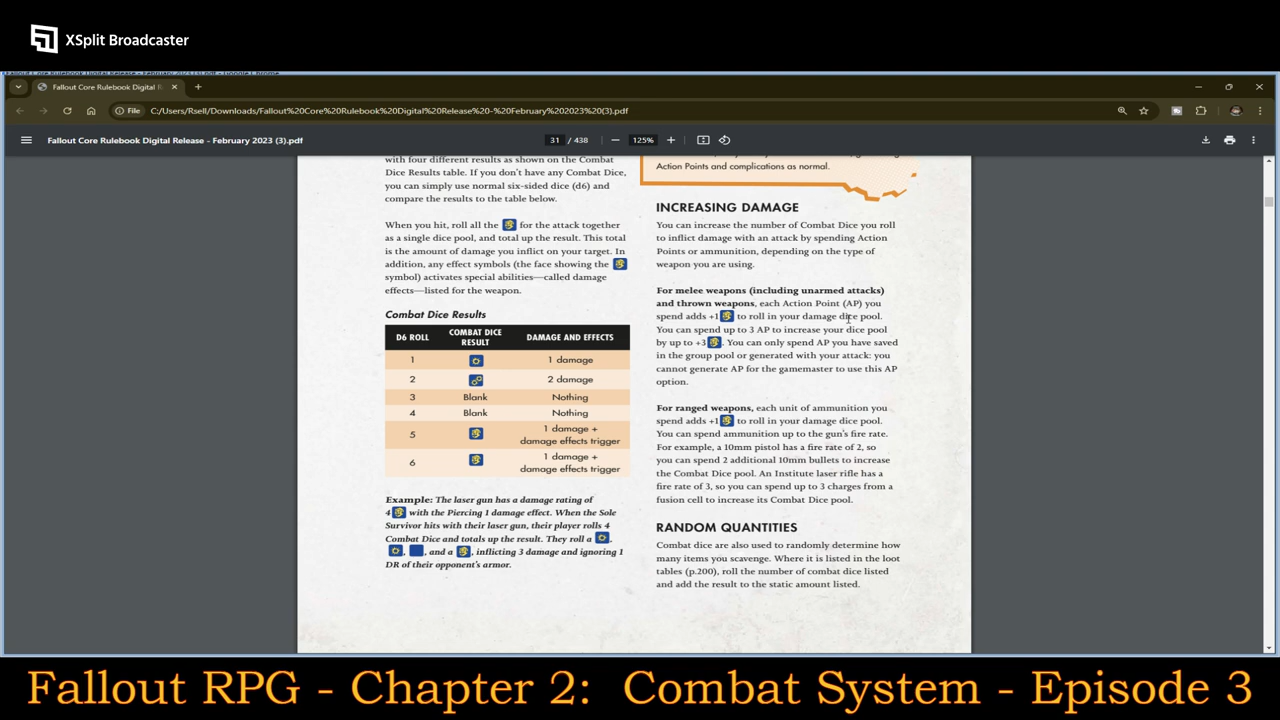 XSplit Broadcaster
Fallout Core Rulebook Digital Release - February 2023 (3).pdf - Google Chrome
Fallout Core Rulebook Digital R
File
C:/Users/Rsell/Downloads/Fallout%20Core%20Rulebook%20Digital%20Release%20-%20February%202023%20(3).pdf
Fallout Core Rulebook Digital Release - February 2023 (3).pdf
31 / 438
125%
with four different results as shown on the Combat
Dice Results table. If you don't have any Combat Dice,
you can simply use normal six-sided dice (d6) and
compare the results to the table below.
When you hit, roll all the for the attack together
as a single dice pool, and total up the result. This total
is the amount of damage you inflict on your target. In
addition, any effect symbols (the face showing the
symbol) activates special abilities—called damage
effects—listed for the weapon.
Combat Dice Results
D6 ROLL COMBAT DICE RESULT DAMAGE AND EFFECTS
1 1 damage
2 2 damage
3 Blank Nothing
4 Blank Nothing
5 1 damage +
damage effects trigger
6 1 damage +
damage effects trigger
Example: The laser gun has a damage rating of
4 with the Piercing 1 damage effect. When the Sole
Survivor hits with their laser gun, their player rolls 4
Combat Dice and totals up the result. They roll a ,
, , and a , inflicting 3 damage and ignoring 1
DR of their opponent's armor.
Action Points and complications as normal.
INCREASING DAMAGE
You can increase the number of Combat Dice you roll
to inflict damage with an attack by spending Action
Points or ammunition, depending on the type of
weapon you are using.
For melee weapons (including unarmed attacks)
and thrown weapons, each Action Point (AP) you
spend adds +1 to roll in your damage dice pool.
You can spend up to 3 AP to increase your dice pool
by up to +3 . You can only spend AP you have saved
in the group pool or generated with your attack: you
cannot generate AP for the gamemaster to use this AP
option.
For ranged weapons, each unit of ammunition you
spend adds +1 to roll in your damage dice pool.
You can spend ammunition up to the gun's fire rate.
For example, a 10mm pistol has a fire rate of 2, so
you can spend 2 additional 10mm bullets to increase
the Combat Dice pool. An Institute laser rifle has a
fire rate of 3, so you can spend up to 3 charges from a
fusion cell to increase its Combat Dice pool.
RANDOM QUANTITIES
Combat dice are also used to randomly determine how
many items you scavenge. Where it is listed in the loot
tables (p.200), roll the number of combat dice listed
and add the result to the static amount listed.
Fallout RPG - Chapter 2: Combat System - Episode 3